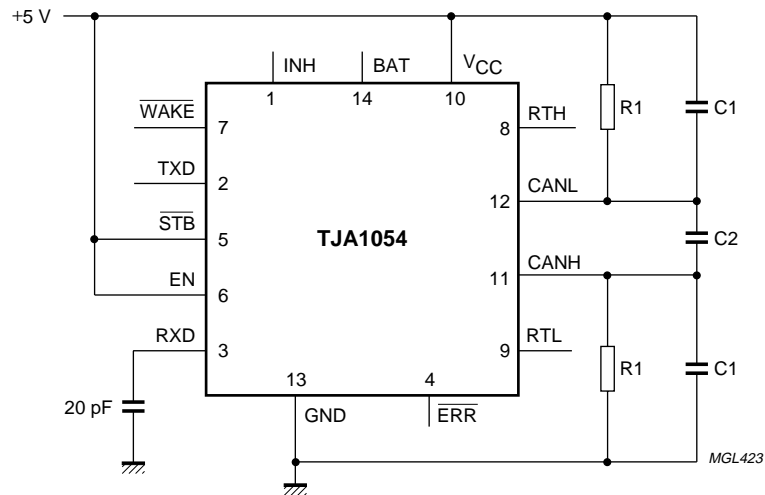 +5 V
INH
BAT
VCC
1
14
10
WAKE
7
8
RTH
R1
C1
TXD
2
12
CANL
STB
5
TJA1054
C2
EN
6
11
CANH
RXD
3
9
RTL
R1
C1
13
4
20 pF
GND
ERR
MGL423